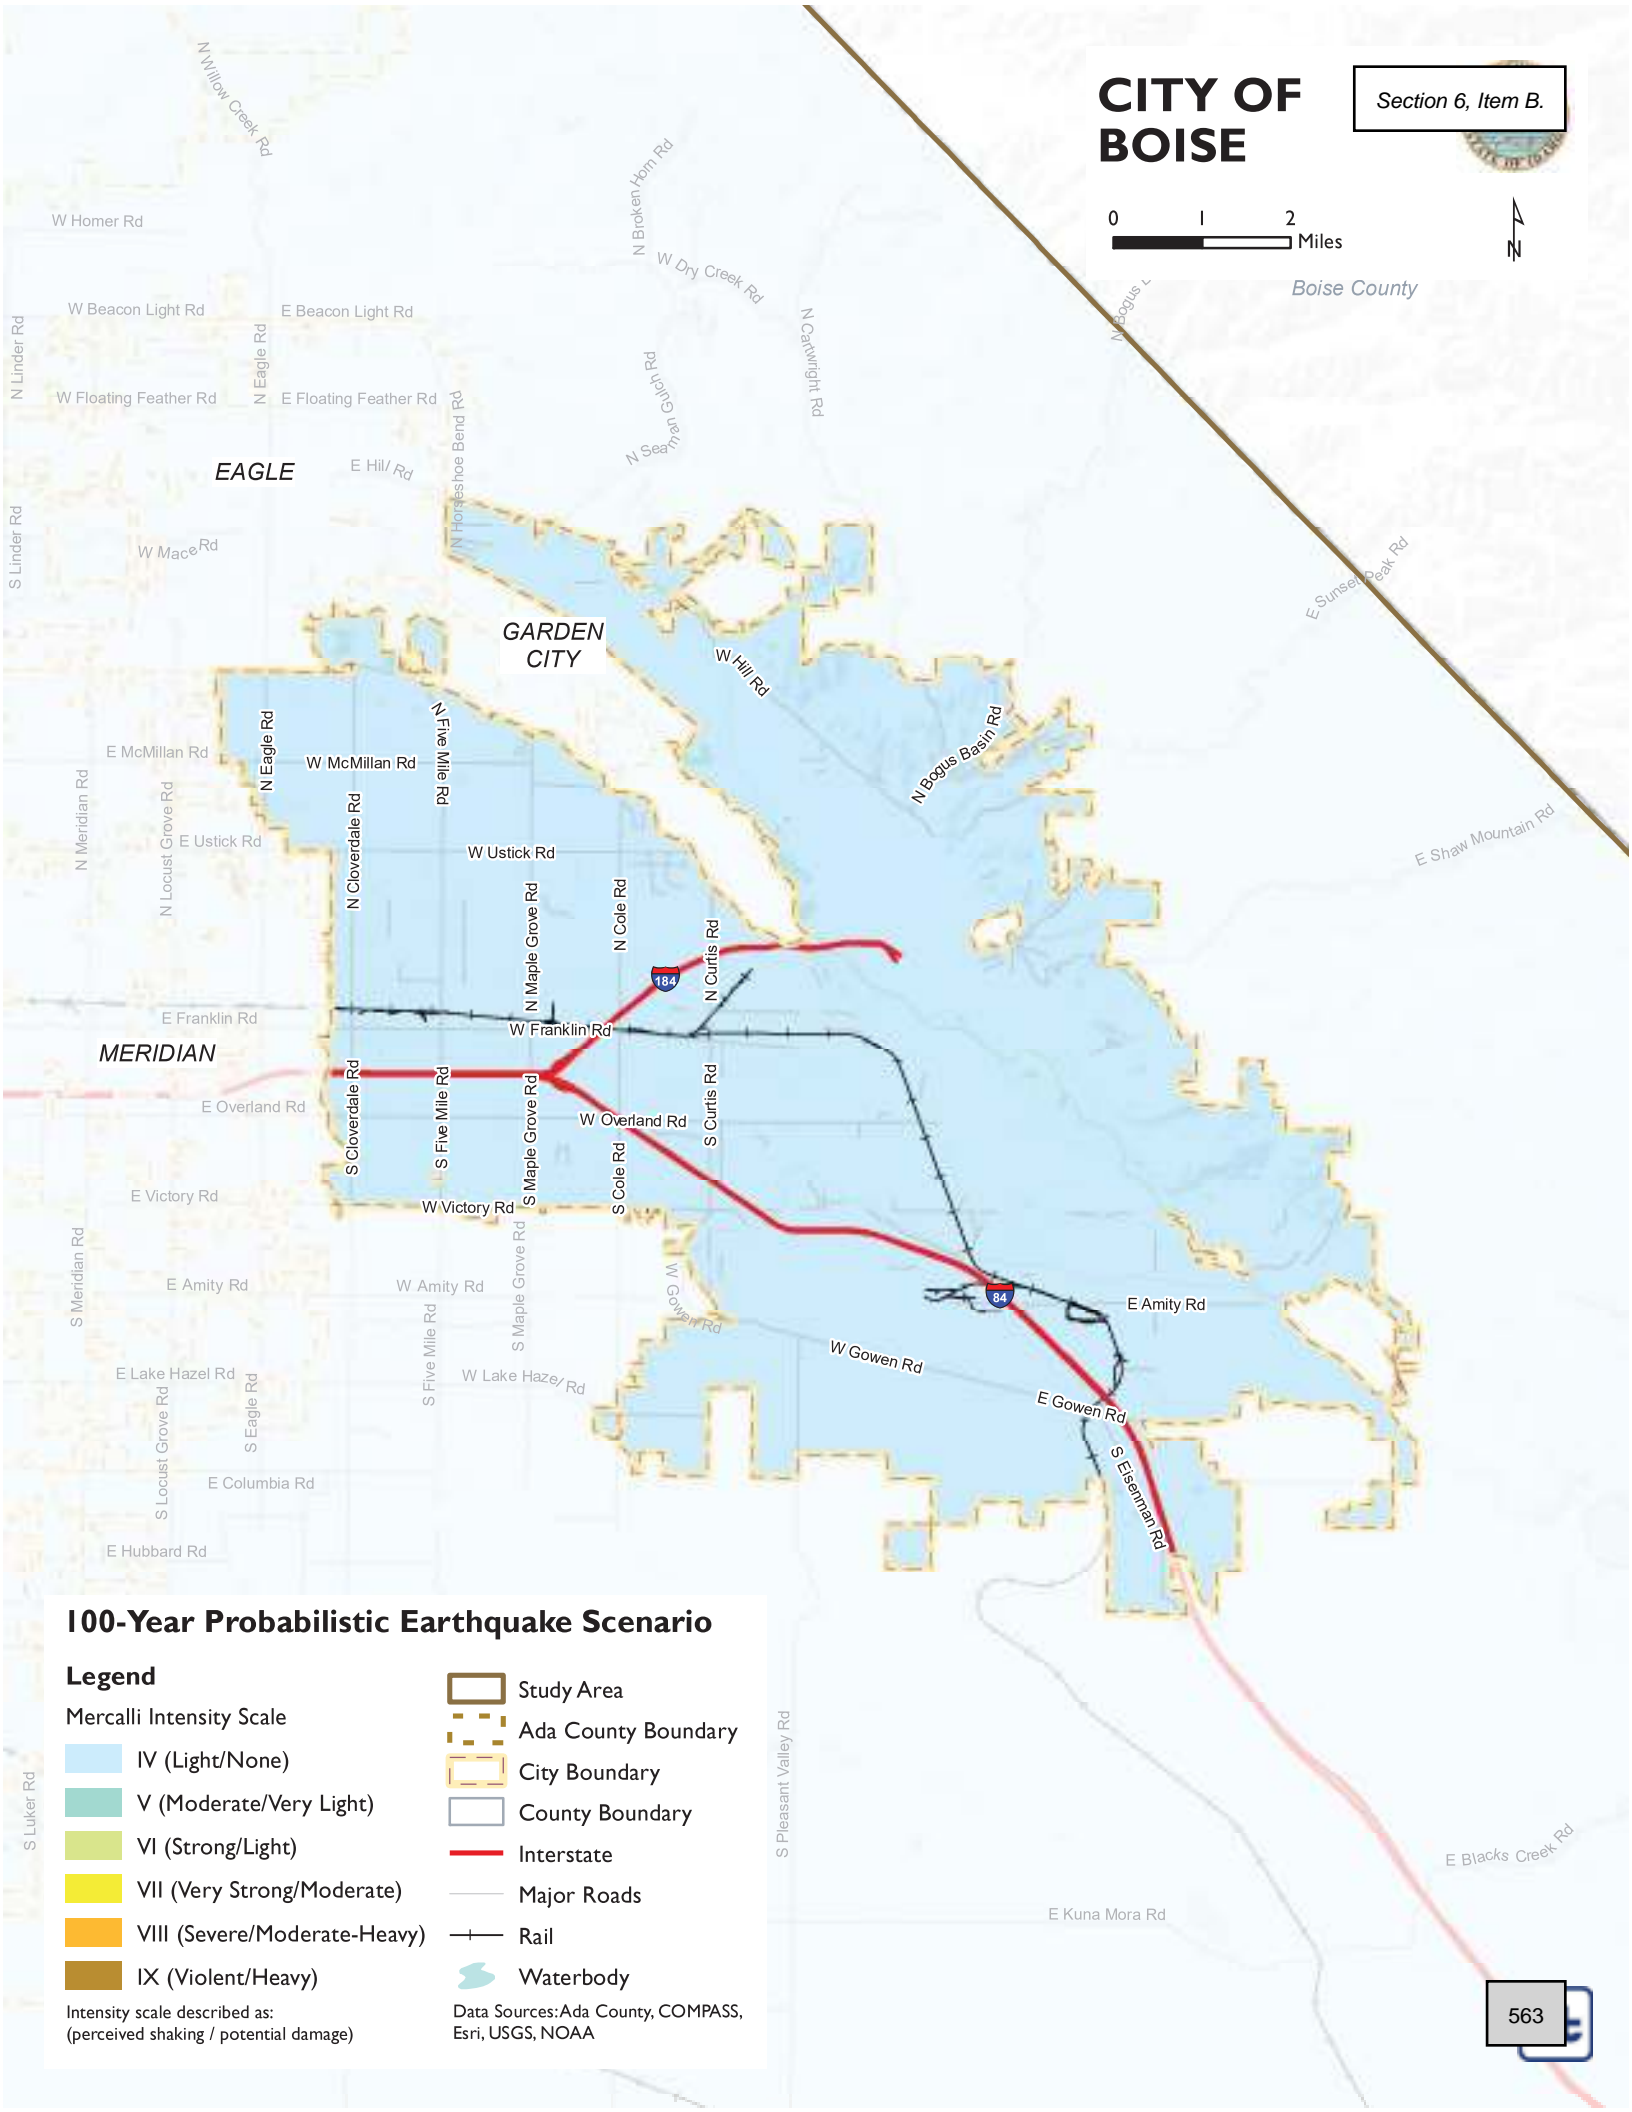 CITY OF
BOISE
Section 6, Item B.
STATE OF IDAHO
0 1 2
Miles
N
Boise County
N Willow Creek Rd
N Broken Horn Rd
W Homer Rd
W Dry Creek Rd
N Bogus
W Beacon Light Rd
E Beacon Light Rd
N Linder Rd
N Eagle Rd
N Cartwright Rd
N Seaman Gulch Rd
W Floating Feather Rd
E Floating Feather Rd
N Horseshoe Bend Rd
EAGLE
E Hill Rd
S Linder Rd
W Mace Rd
E Sunset Peak Rd
GARDEN
CITY
W Hill Rd
N Eagle Rd
N Five Mile Rd
N Bogus Basin Rd
E McMillan Rd
W McMillan Rd
N Meridian Rd
N Locust Grove Rd
N Cloverdale Rd
E Ustick Rd
W Ustick Rd
E Shaw Mountain Rd
N Maple Grove Rd
N Cole Rd
N Curtis Rd
184
E Franklin Rd
W Franklin Rd
MERIDIAN
S Cloverdale Rd
S Five Mile Rd
S Maple Grove Rd
S Curtis Rd
E Overland Rd
W Overland Rd
S Cole Rd
E Victory Rd
W Victory Rd
S Meridian Rd
S Maple Grove Rd
W Gowen Rd
E Amity Rd
W Amity Rd
84
E Amity Rd
S Five Mile Rd
W Gowen Rd
E Lake Hazel Rd
W Lake Hazel Rd
S Locust Grove Rd
S Eagle Rd
E Gowen Rd
S Eisenman Rd
E Columbia Rd
E Hubbard Rd
S Luker Rd
S Pleasant Valley Rd
E Blacks Creek Rd
E Kuna Mora Rd
100-Year Probabilistic Earthquake Scenario
Legend
Mercalli Intensity Scale
IV (Light/None)
V (Moderate/Very Light)
VI (Strong/Light)
VII (Very Strong/Moderate)
VIII (Severe/Moderate-Heavy)
IX (Violent/Heavy)
Intensity scale described as:
(perceived shaking / potential damage)
Study Area
Ada County Boundary
City Boundary
County Boundary
Interstate
Major Roads
Rail
Waterbody
Data Sources: Ada County, COMPASS,
Esri, USGS, NOAA
563